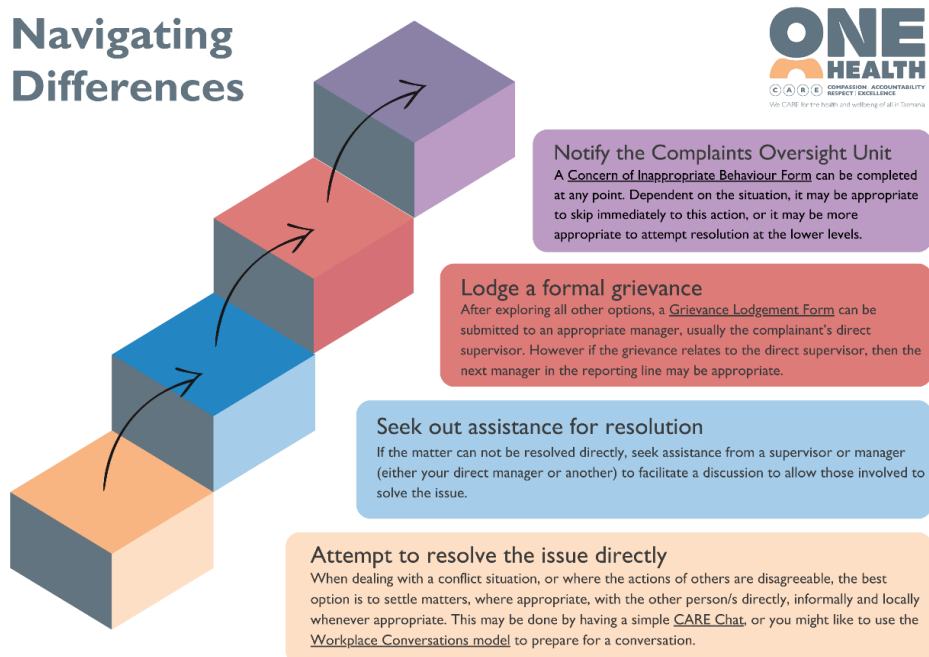 Navigating
Differences
ONE
HEALTH
CARE COMPASSION ACCOUNTABILITY
RESPECT EXCELLENCE
We CARE for the health and wellbeing of all in Tasmania
Notify the Complaints Oversight Unit
A Concern of Inappropriate Behaviour Form can be completed
at any point. Dependent on the situation, it may be appropriate
to skip immediately to this action, or it may be more
appropriate to attempt resolution at the lower levels.
Lodge a formal grievance
After exploring all other options, a Grievance Lodgement Form can be
submitted to an appropriate manager, usually the complainant's direct
supervisor. However if the grievance relates to the direct supervisor, then the
next manager in the reporting line may be appropriate.
Seek out assistance for resolution
If the matter can not be resolved directly, seek assistance from a supervisor or manager
(either your direct manager or another) to facilitate a discussion to allow those involved to
solve the issue.
Attempt to resolve the issue directly
When dealing with a conflict situation, or where the actions of others are disagreeable, the best
option is to settle matters, where appropriate, with the other person/s directly, informally and locally
whenever appropriate. This may be done by having a simple CARE Chat, or you might like to use the
Workplace Conversations model to prepare for a conversation.